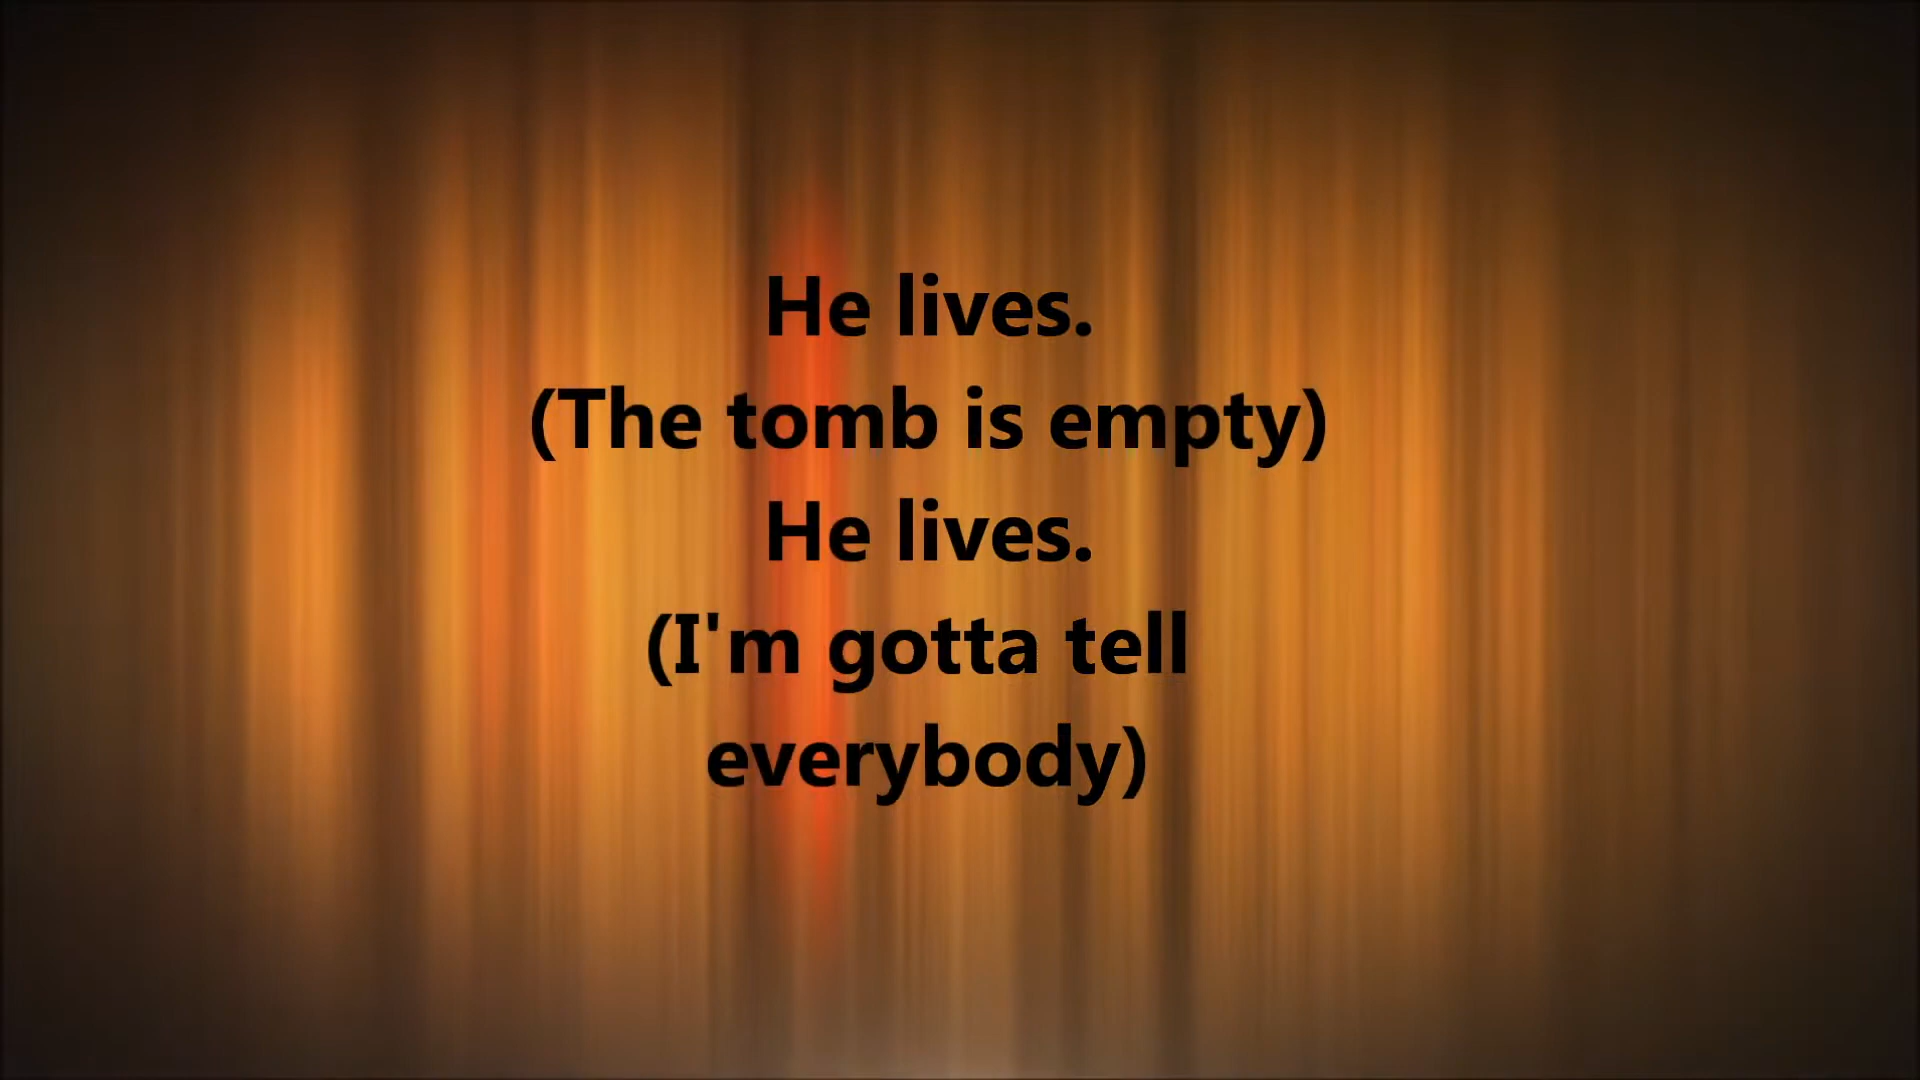 He lives.
(The tomb is empty)
He lives.
(I'm gotta tell
everybody)